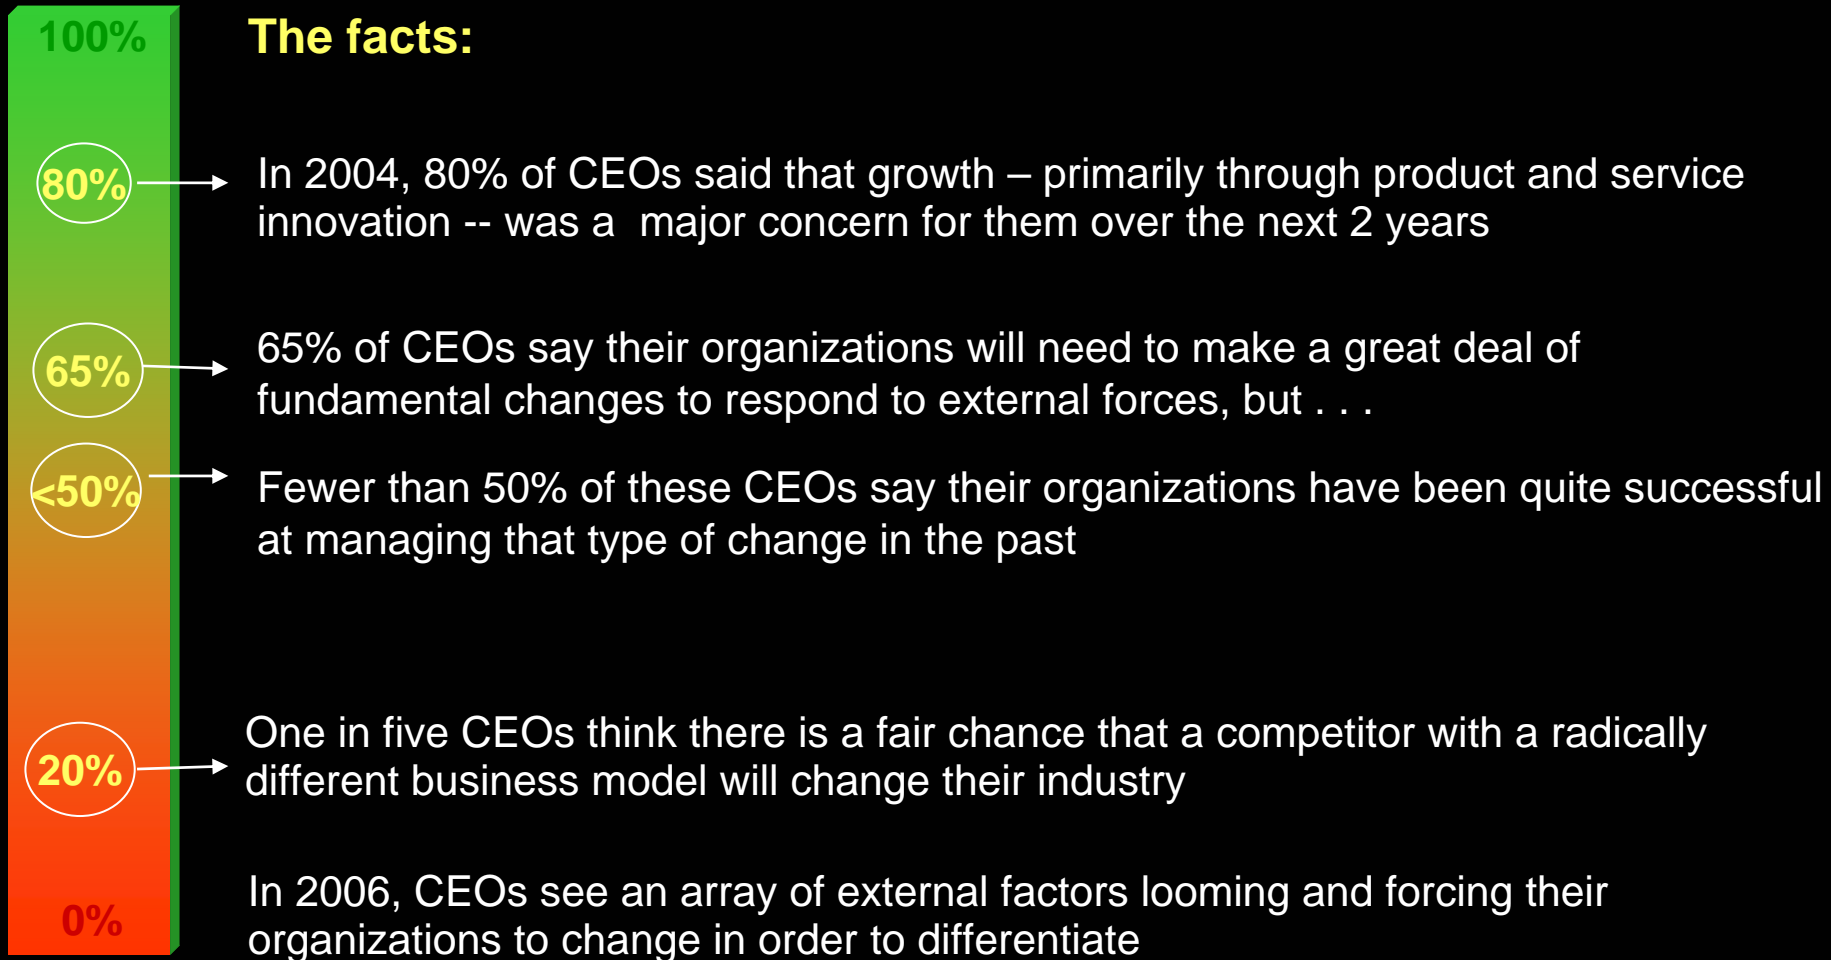 100%
The facts:
80%
In 2004, 80% of CEOs said that growth – primarily through product and service
innovation -- was a  major concern for them over the next 2 years
65%
65% of CEOs say their organizations will need to make a great deal of
fundamental changes to respond to external forces, but . . .
<50%
Fewer than 50% of these CEOs say their organizations have been quite successful
at managing that type of change in the past
20%
One in five CEOs think there is a fair chance that a competitor with a radically
different business model will change their industry
0%
In 2006, CEOs see an array of external factors looming and forcing their
organizations to change in order to differentiate